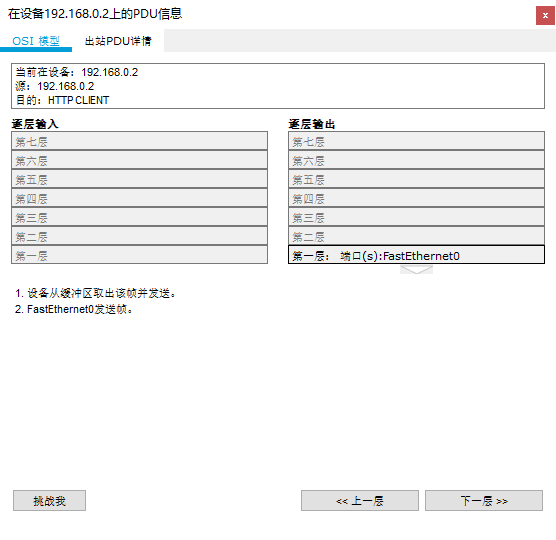 在设备192.168.0.2上的PDU信息
x
OSI 模型 出站PDU详情
当前在设备: 192.168.0.2
源: 192.168.0.2
目的: HTTP CLIENT
逐层输入 逐层输出
第七层 第七层
第六层 第六层
第五层 第五层
第四层 第四层
第三层 第三层
第二层 第二层
第一层 第一层: 端口(s):FastEthernet0
1. 设备从缓冲区取出该帧并发送。
2. FastEthernet0发送帧。
挑战我 << 上一层 下一层 >>